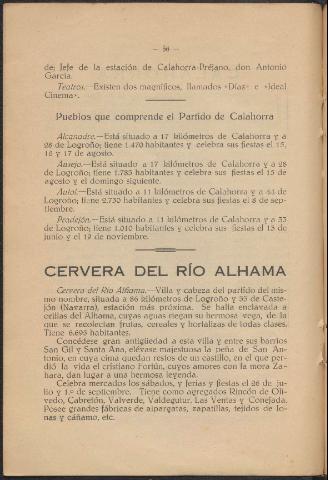 — 56 —
de; Jefe de la estación de Calahorra-Préjano, don Antonio
García.
Teatros.—Existen dos magníficos, llamados «Díaz» e «Ideal
Cinema».
Pueblos que comprende el Partido de Calahorra
Alcanadre.—Está situado a 17 kilómetros de Calahorra y a
28 de Logroño; tiene 1.470 habitantes y celebra sus fiestas el 15,
16 y 17 de agosto.
Ausejo.—Está situado a 17 kilómetros de Calahorra y a 28
de Logroño; tiene 1.785 habitantes y celebra sus fiestas el 15 de
agosto y el domingo siguiente.
Autol.—Está situado a 11 kilómetros de Calahorra y a 44 de
Logroño; tiene 2.730 habitantes y celebra sus fiestas el 8 de sep-
tiembre.
Pradejón.—Está situado a 11 kilómetros de Calahorra y a 33
de Logroño; tiene 1.010 habitantes y celebra sus fiestas el 13 de
junio y el 19 de noviembre.
CERVERA DEL RÍO ALHAMA
Cervera del Río Alhama.—Villa y cabeza del partido del mis-
mo nombre, situada a 86 kilómetros de Logroño y 33 de Caste-
jón (Navarra), estación más próxima. Se halla enclavada a
orillas del Alhama, cuyas aguas riegan su hermosa vega, de la
que se recolectan frutas, cereales y hortalizas de todas clases.
Tiene 6.695 habitantes.
Concédese gran antigüedad a esta villa y entre sus barrios
San Gil y Santa Ana, elévase majestuosa la peña de San An-
tonio, en cuya cima quedan restos de un castillo, en el que per-
dió la vida el cristiano Fortún, cuyos amores con la mora Za-
hara, dan lugar a una hermosa leyenda.
Celebra mercados los sábados, y ferias y fiestas el 26 de ju-
lio y 1.º de septiembre. Tiene como agregados Rincón de Oli-
vedo, Cabretón, Valverde, Valdegutur, Las Ventas y Conejada.
Posee grandes fábricas de alpargatas, zapatillas, tejidos de lo-
nas y cáñamo, etc.